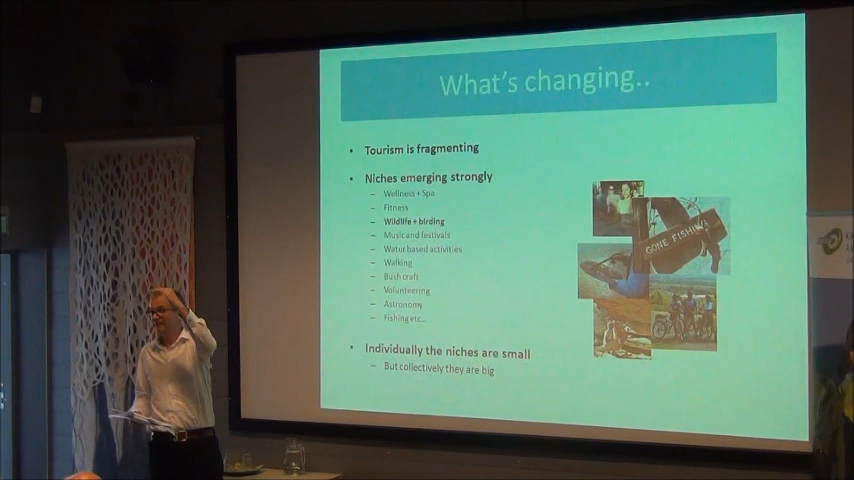 What's changing..
• Tourism is fragmenting
• Niches emerging strongly
– Wellness + Spa
– Fitness
– Wildlife + birding
– Music and festivals
– Water based activities
– Walking
– Bush craft
– Volunteering
– Astronomy
– Fishing etc...
• Individually the niches are small
– But collectively they are big
GONE FISHING